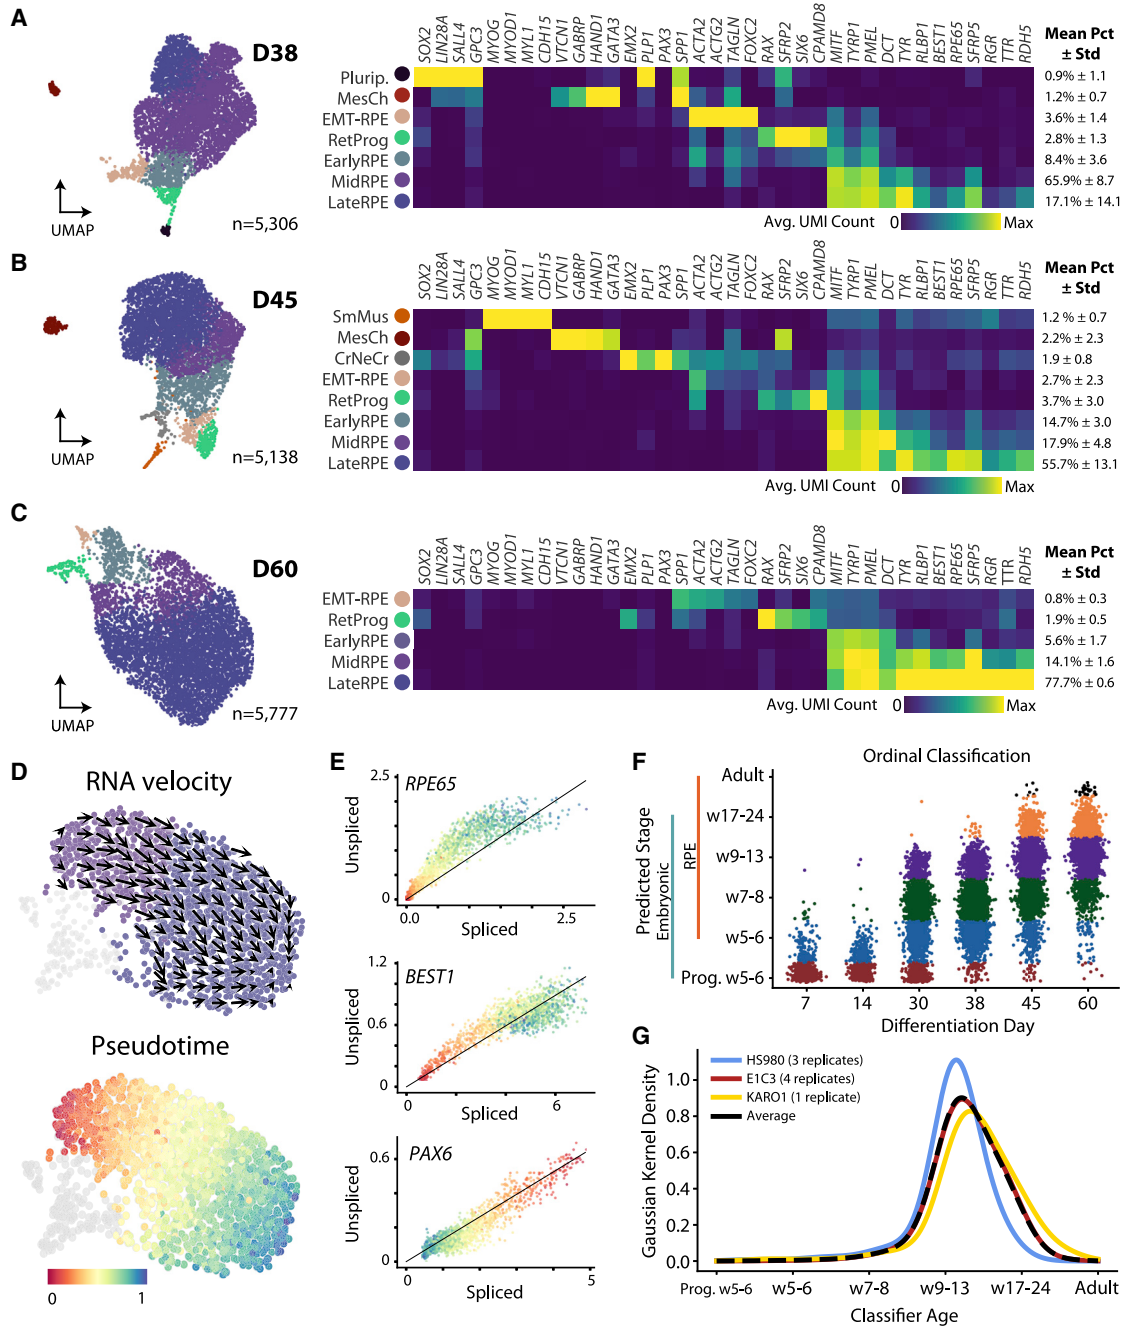 A
D38
UMAP
n=5,306
SOX2 LIN28A SALL4 GPC3 MYOG MYOD1 MYL1 CDH15 VTCN1 GABRP HAND1 GATA3 EMX2 PLP1 PAX3 SPP1 ACTA2 ACTG2 TAGLN FOXC2 RAX SFRP2 SIX6 CPAMD8 MITF TYRP1 PMEL DCT TYR RLBP1 BEST1 RPE65 SFRP5 RGR TTR RDH5
Mean Pct
± Std
Plurip. 0.9% ± 1.1
MesCh 1.2% ± 0.7
EMT-RPE 3.6% ± 1.4
RetProg 2.8% ± 1.3
EarlyRPE 8.4% ± 3.6
MidRPE 65.9% ± 8.7
LateRPE 17.1% ± 14.1
Avg. UMI Count 0 Max
B
D45
UMAP
n=5,138
SOX2 LIN28A SALL4 GPC3 MYOG MYOD1 MYL1 CDH15 VTCN1 GABRP HAND1 GATA3 EMX2 PLP1 PAX3 SPP1 ACTA2 ACTG2 TAGLN FOXC2 RAX SFRP2 SIX6 CPAMD8 MITF TYRP1 PMEL DCT TYR RLBP1 BEST1 RPE65 SFRP5 RGR TTR RDH5
Mean Pct
± Std
SmMus 1.2 % ± 0.7
MesCh 2.2% ± 2.3
CrNeCr 1.9 ± 0.8
EMT-RPE 2.7% ± 2.3
RetProg 3.7% ± 3.0
EarlyRPE 14.7% ± 3.0
MidRPE 17.9% ± 4.8
LateRPE 55.7% ± 13.1
Avg. UMI Count 0 Max
C
D60
UMAP
n=5,777
SOX2 LIN28A SALL4 GPC3 MYOG MYOD1 MYL1 CDH15 VTCN1 GABRP HAND1 GATA3 EMX2 PLP1 PAX3 SPP1 ACTA2 ACTG2 TAGLN FOXC2 RAX SFRP2 SIX6 CPAMD8 MITF TYRP1 PMEL DCT TYR RLBP1 BEST1 RPE65 SFRP5 RGR TTR RDH5
Mean Pct
± Std
EMT-RPE 0.8% ± 0.3
RetProg 1.9% ± 0.5
EarlyRPE 5.6% ± 1.7
MidRPE 14.1% ± 1.6
LateRPE 77.7% ± 0.6
Avg. UMI Count 0 Max
D
RNA velocity
Pseudotime
0 1
E
RPE65
2.5
Unspliced
0
0.0 2.5
Spliced
BEST1
1.2
0.6
0
Unspliced
0 6
Spliced
PAX6
0.6
Unspliced
0
0 5
Spliced
F
Ordinal Classification
Predicted Stage
Embryonic
RPE
Adult
w17-24
w9-13
w7-8
w5-6
Prog. w5-6
7 14 30 38 45 60
Differentiation Day
G
HS980 (3 replicates)
E1C3 (4 replicates)
KARO1 (1 replicate)
Average
Gaussian Kernel Density
1.0
0.8
0.6
0.4
0.2
0.0
Prog. w5-6 w5-6 w7-8 w9-13 w17-24 Adult
Classifier Age